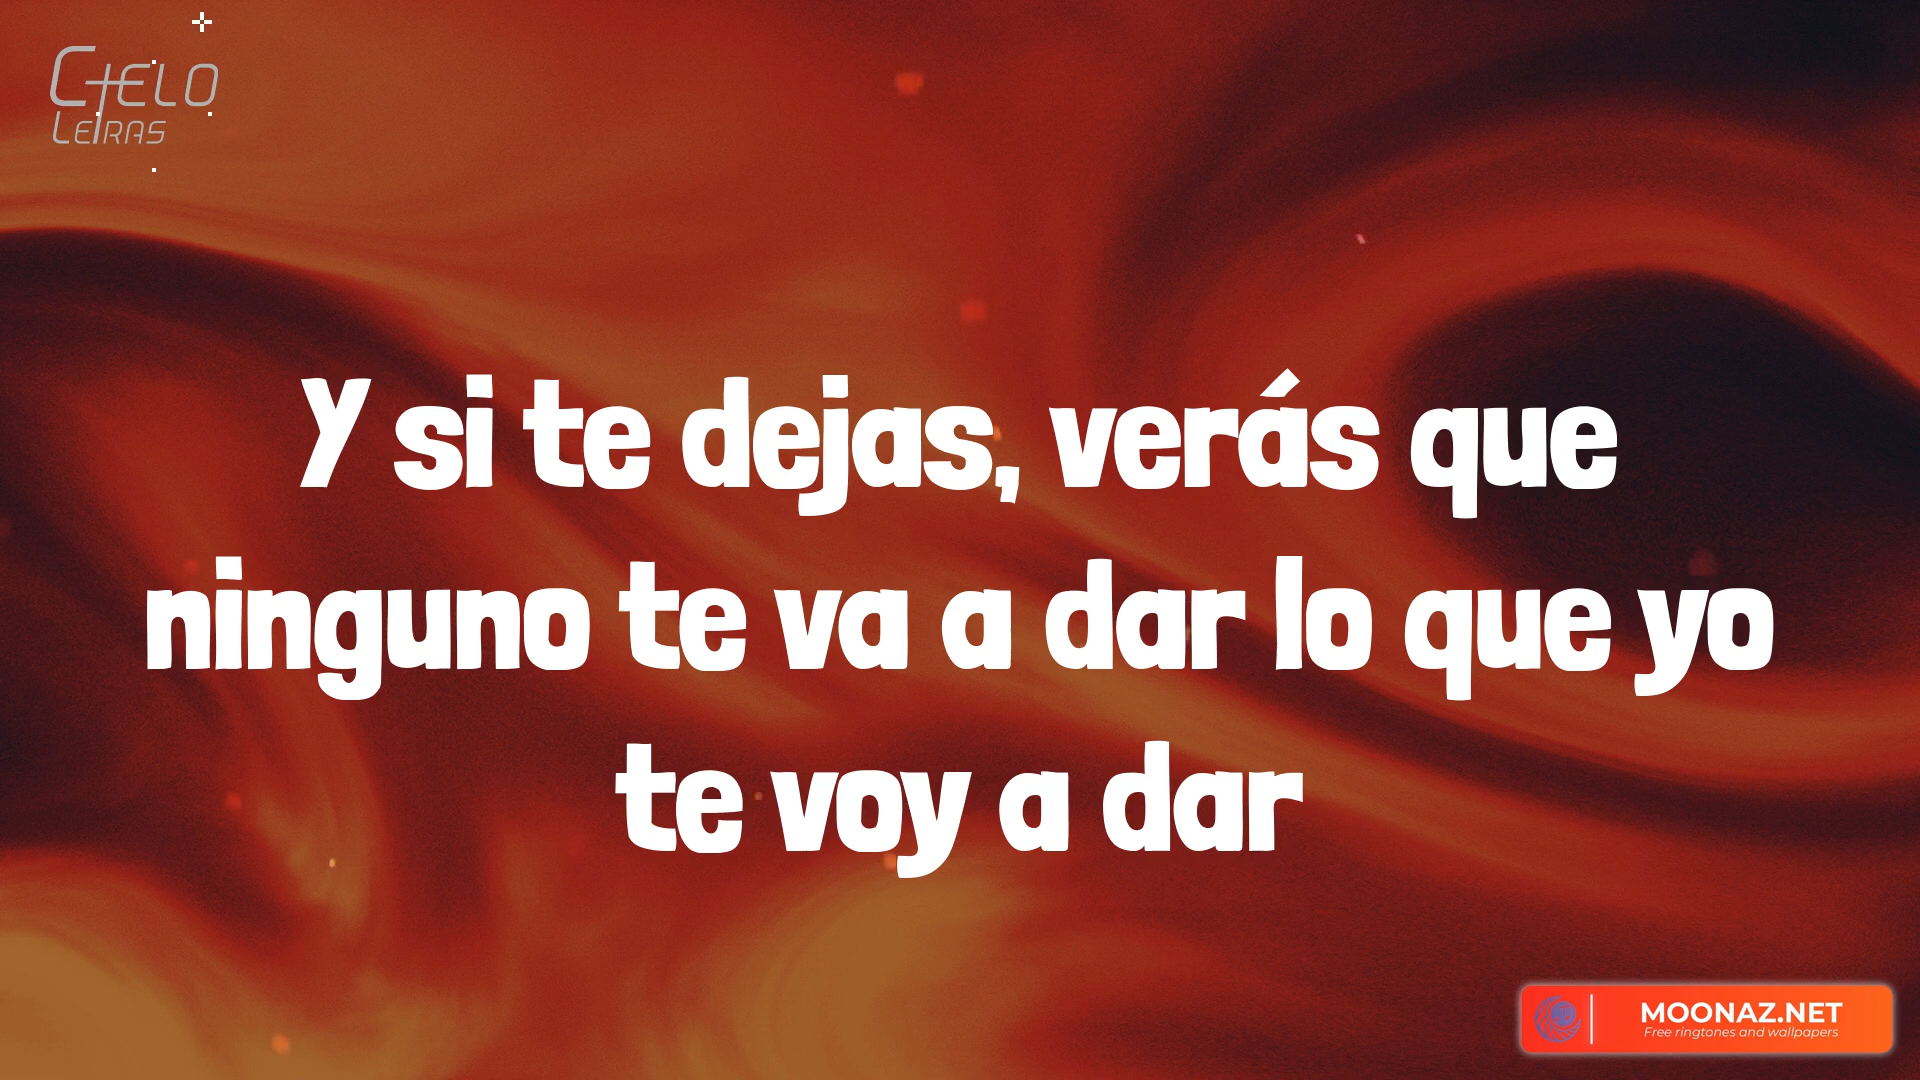 CIELO
LETRAS
Y si te dejas, verás que
ninguno te va a dar lo que yo
te voy a dar
MOONAZ.NET
Free ringtones and wallpapers